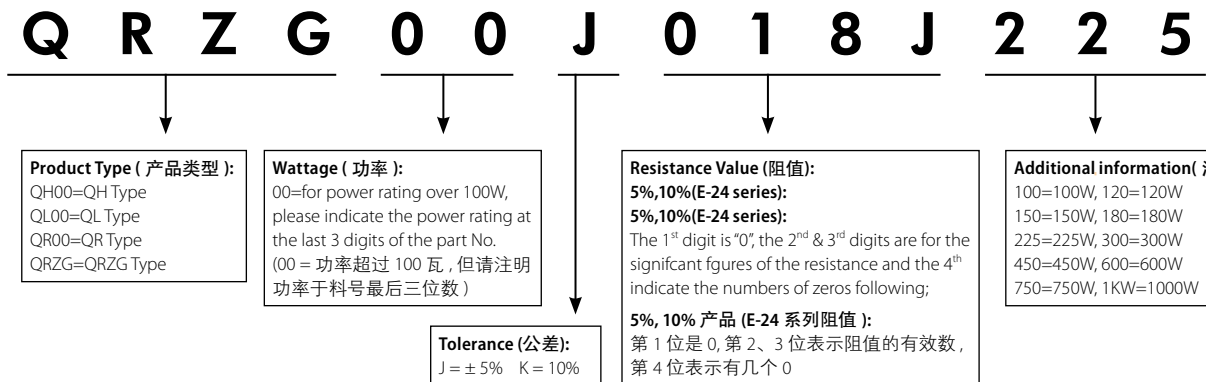 QRZG 00 J 018J 225
Product Type ( 产品类型 ):
QH00=QH Type
QL00=QL Type
QR00=QR Type
QRZG=QRZG Type
Wattage ( 功率 ):
00=for power rating over 100W,
please indicate the power rating at
the last 3 digits of the part No.
(00 = 功率超过 100 瓦 , 但请注明
功率于料号最后三位数 )
Tolerance (公差):
J = ± 5% K = 10%
Resistance Value (阻值):
5%,10%(E-24 series):
5%,10%(E-24 series):
The 1st digit is “0”, the 2nd & 3rd digits are for the
signifcant fgures of the resistance and the 4th
indicate the numbers of zeros following;
5%, 10% 产品 (E-24 系列阻值 ):
第 1 位是 0, 第 2、3 位表示阻值的有效数 ,
第 4 位表示有几个 0
Additional information(
100=100W, 120=120W
150=150W, 180=180W
225=225W, 300=300W
450=450W, 600=600W
750=750W, 1KW=1000W